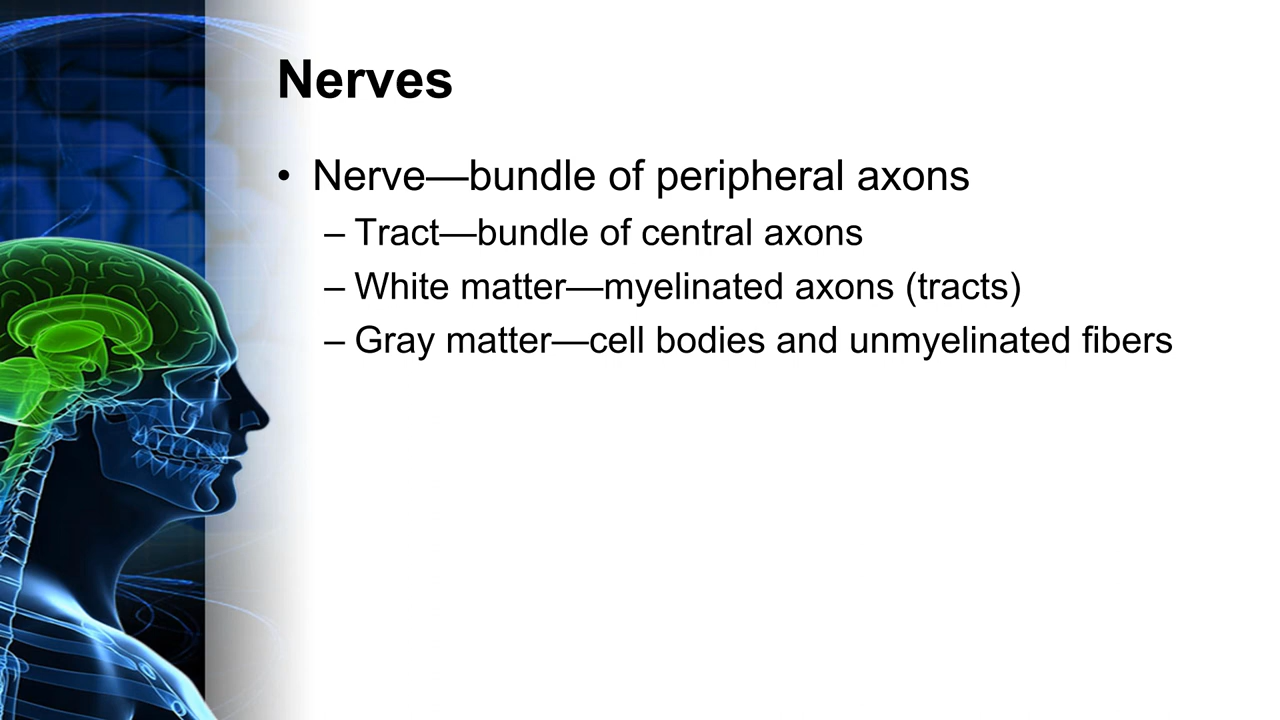 Nerves
• Nerve—bundle of peripheral axons
– Tract—bundle of central axons
– White matter—myelinated axons (tracts)
– Gray matter—cell bodies and unmyelinated fibers